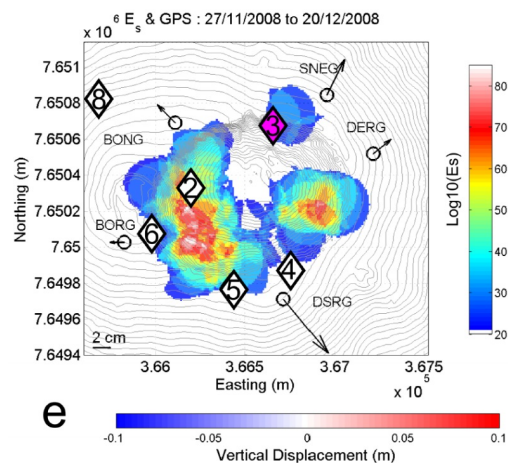 6 Es & GPS : 27/11/2008 to 20/12/2008
x 10
7.651
7.6508
7.6506
7.6504
7.6502
7.65
7.6498
7.6496
7.6494
Northing (m)
SNEG
DERG
BONG
BORG
DSRG
8
3
2
6
4
5
2 cm
3.66
3.665
3.67
3.675
Easting (m)
x 10^5
80
70
60
50
40
30
20
Log10(Es)
e
-0.1
-0.05
0
0.05
0.1
Vertical Displacement (m)